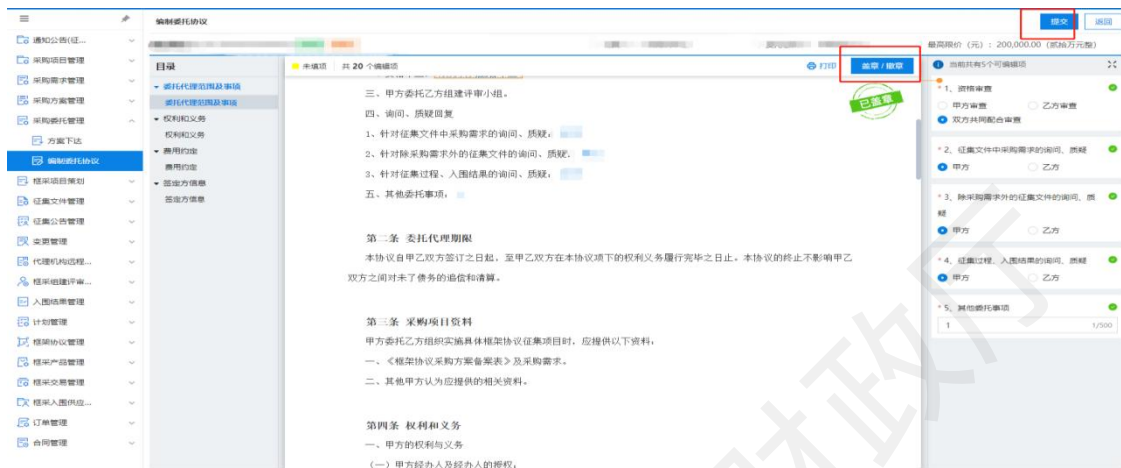 编制委托协议
提交
返回
通知公告(征...
采购项目管理
采购需求管理
采购方案管理
采购委托管理
方案下达
编制委托协议
框采项目策划
征集文件管理
征集公告管理
变更管理
代理机构远程...
框采组建评审...
入围结果管理
计划管理
框架协议管理
框采产品管理
框采交易管理
框采入围供应...
订单管理
合同管理
最高限价（元）：200,000.00（贰拾万元整）
目录
委托代理范围及事项
委托代理范围及事项
权利和义务
权利和义务
费用约定
费用约定
签定方信息
签定方信息
未填项 共 20 个编辑项
打印
盖章 / 撤章
已盖章
三、甲方委托乙方组建评审小组。
四、询问、质疑回复
1、针对征集文件中采购需求的询问、质疑：
2、针对除采购需求外的征集文件的询问、质疑：
3、针对征集过程、入围结果的询问、质疑：
五、其他委托事项：
第二条 委托代理期限
本协议自甲乙双方签订之日起，至甲乙双方在本协议项下的权利义务履行完毕之日止。本协议的终止不影响甲乙
双方之间对未了债务的追偿和清算。
第三条 采购项目资料
甲方委托乙方组织实施具体框架协议征集项目时，应提供以下资料：
一、《框架协议采购方案备案表》及采购需求。
二、其他甲方认为应提供的相关资料。
第四条 权利和义务
一、甲方的权利与义务
（一）甲方经办人及经办人的授权：
当前共有5个可编辑项
* 1、资格审查
甲方审查 乙方审查
双方共同配合审查
* 2、征集文件中采购需求的询问、质疑
甲方 乙方
* 3、除采购需求外的征集文件的询问、质
疑
甲方 乙方
* 4、征集过程、入围结果的询问、质疑
甲方 乙方
* 5、其他委托事项
1 1/500
财政厅